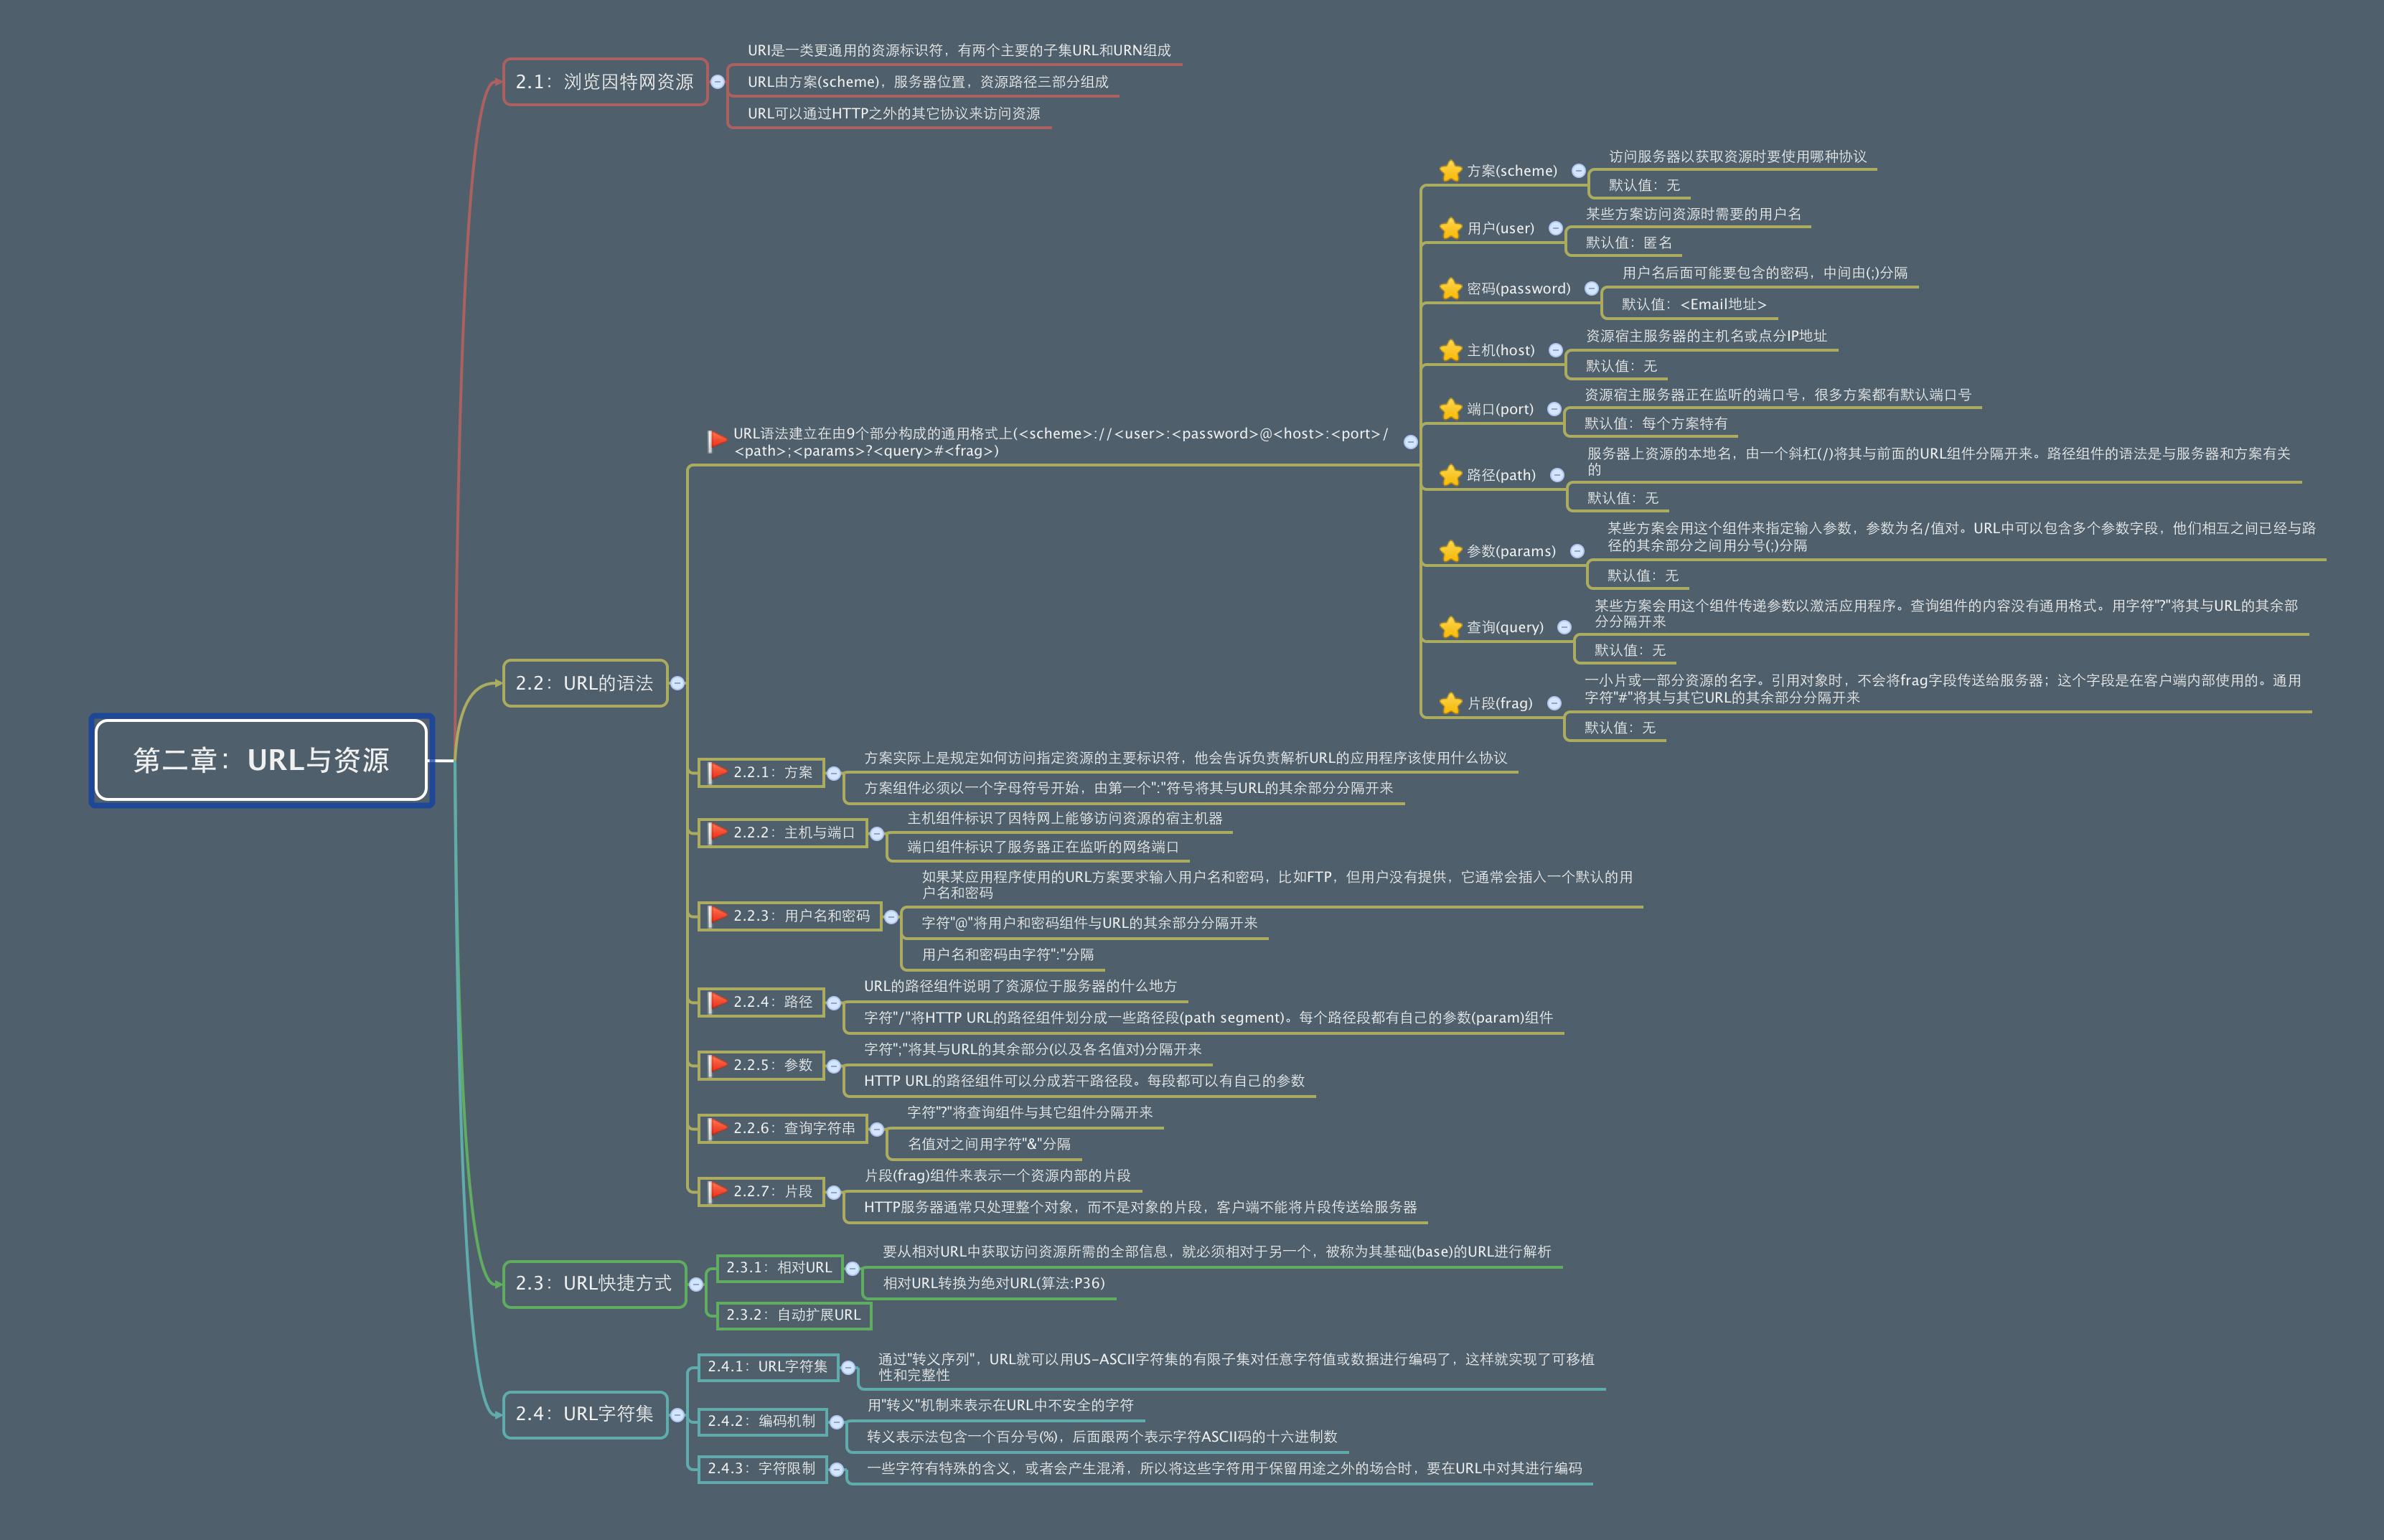 第二章：URL与资源
2.1：浏览因特网资源
URI是一类更通用的资源标识符，有两个主要的子集URL和URN组成
URL由方案(scheme)，服务器位置，资源路径三部分组成
URL可以通过HTTP之外的其它协议来访问资源
2.2：URL的语法
URL语法建立在由9个部分构成的通用格式上(<scheme>://<user>:<password>@<host>:<port>/
<path>;<params>?<query>#<frag>)
方案(scheme)
访问服务器以获取资源时要使用哪种协议
默认值：无
用户(user)
某些方案访问资源时需要的用户名
默认值：匿名
密码(password)
用户名后面可能要包含的密码，中间由(;)分隔
默认值：<Email地址>
主机(host)
资源宿主服务器的主机名或点分IP地址
默认值：无
端口(port)
资源宿主服务器正在监听的端口号，很多方案都有默认端口号
默认值：每个方案特有
路径(path)
服务器上资源的本地名，由一个斜杠(/)将其与前面的URL组件分隔开来。路径组件的语法是与服务器和方案有关
的
默认值：无
参数(params)
某些方案会用这个组件来指定输入参数，参数为名/值对。URL中可以包含多个参数字段，他们相互之间已经与路
径的其余部分之间用分号(;)分隔
默认值：无
查询(query)
某些方案会用这个组件传递参数以激活应用程序。查询组件的内容没有通用格式。用字符"?"将其与URL的其余部
分分隔开来
默认值：无
片段(frag)
一小片或一部分资源的名字。引用对象时，不会将frag字段传送给服务器；这个字段是在客户端内部使用的。通用
字符"#"将其与其它URL的其余部分分隔开来
默认值：无
2.2.1：方案
方案实际上是规定如何访问指定资源的主要标识符，他会告诉负责解析URL的应用程序该使用什么协议
方案组件必须以一个字母符号开始，由第一个":"符号将其与URL的其余部分分隔开来
2.2.2：主机与端口
主机组件标识了因特网上能够访问资源的宿主机器
端口组件标识了服务器正在监听的网络端口
2.2.3：用户名和密码
如果某应用程序使用的URL方案要求输入用户名和密码，比如FTP，但用户没有提供，它通常会插入一个默认的用
户名和密码
字符"@"将用户和密码组件与URL的其余部分分隔开来
用户名和密码由字符":"分隔
2.2.4：路径
URL的路径组件说明了资源位于服务器的什么地方
字符"/"将HTTP URL的路径组件划分成一些路径段(path segment)。每个路径段都有自己的参数(param)组件
2.2.5：参数
字符";"将其与URL的其余部分(以及各名值对)分隔开来
HTTP URL的路径组件可以分成若干路径段。每段都可以有自己的参数
2.2.6：查询字符串
字符"?"将查询组件与其它组件分隔开来
名值对之间用字符"&"分隔
2.2.7：片段
片段(frag)组件来表示一个资源内部的片段
HTTP服务器通常只处理整个对象，而不是对象的片段，客户端不能将片段传送给服务器
2.3：URL快捷方式
2.3.1：相对URL
要从相对URL中获取访问资源所需的全部信息，就必须相对于另一个，被称为其基础(base)的URL进行解析
相对URL转换为绝对URL(算法:P36)
2.3.2：自动扩展URL
2.4：URL字符集
2.4.1：URL字符集
通过"转义序列"，URL就可以用US-ASCII字符集的有限子集对任意字符值或数据进行编码了，这样就实现了可移植
性和完整性
2.4.2：编码机制
用"转义"机制来表示在URL中不安全的字符
转义表示法包含一个百分号(%)，后面跟两个表示字符ASCII码的十六进制数
2.4.3：字符限制
一些字符有特殊的含义，或者会产生混淆，所以将这些字符用于保留用途之外的场合时，要在URL中对其进行编码